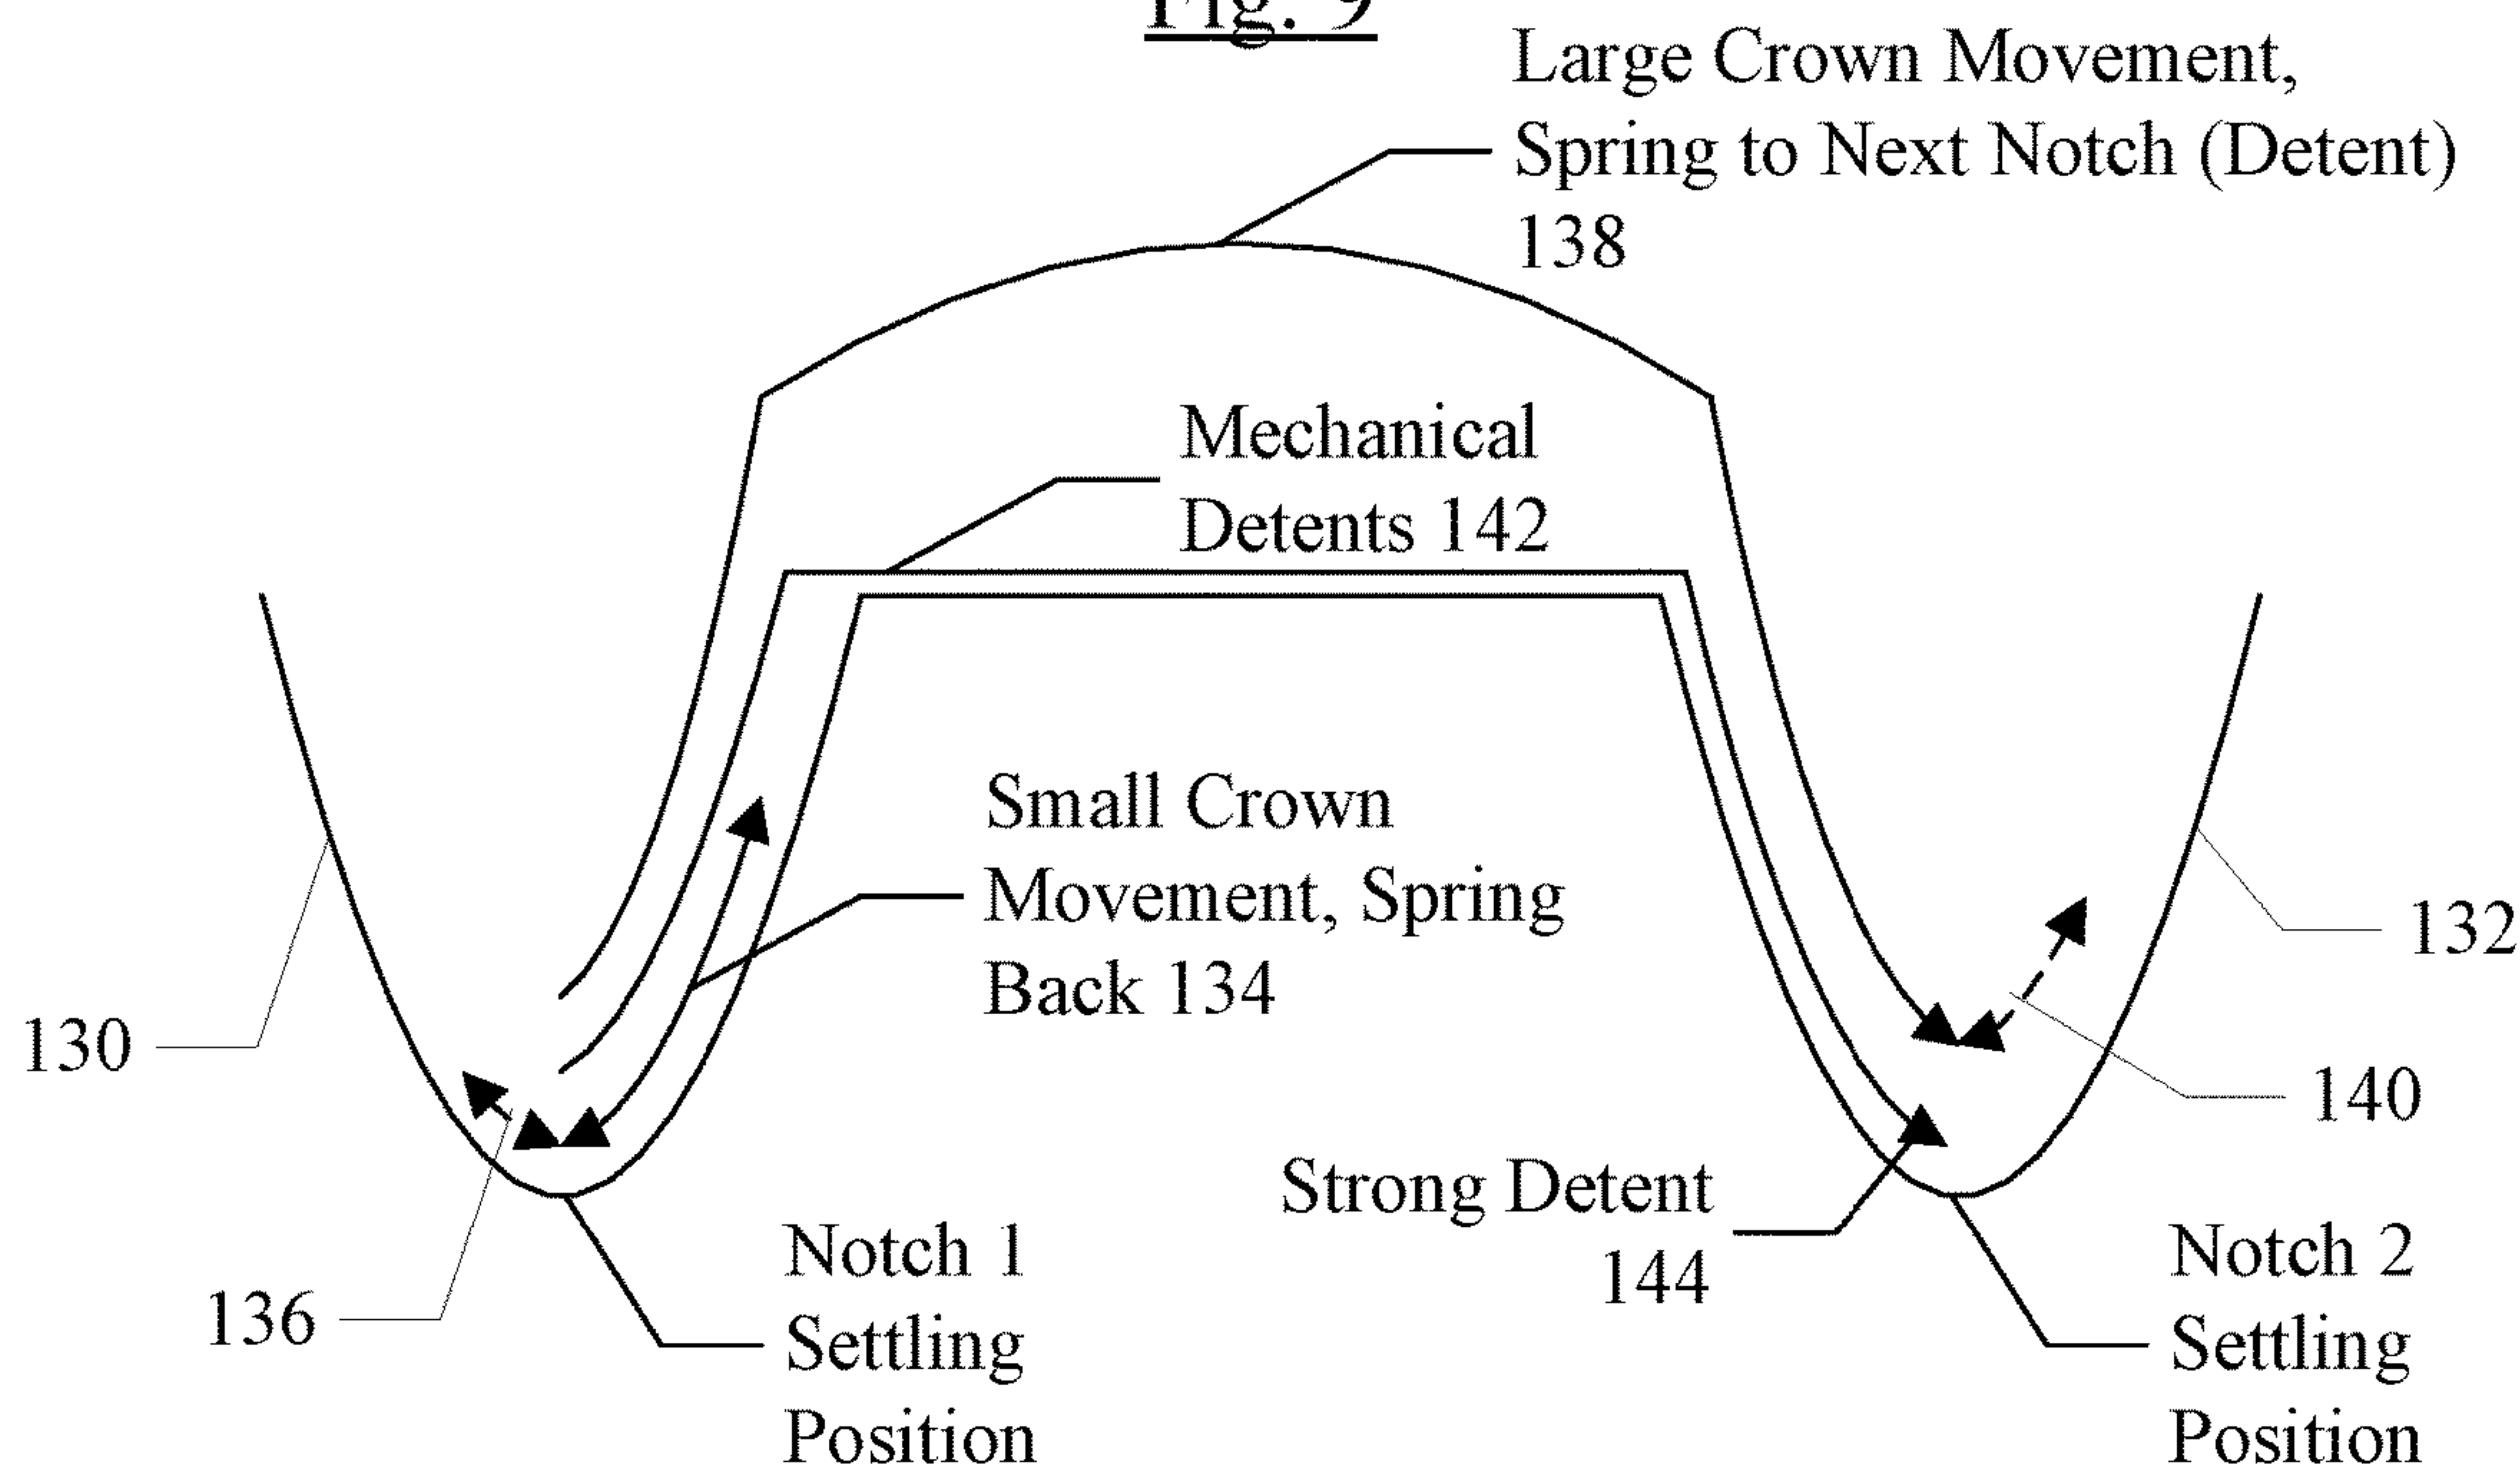 Fig. 9
Large Crown Movement,
Spring to Next Notch (Detent)
138
Mechanical
Detents 142
Small Crown
Movement, Spring
Back 134
132
130
140
Strong Detent
144
Notch 1
Settling
Position
136
Notch 2
Settling
Position